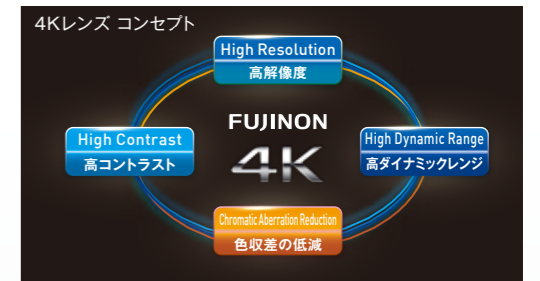 4Kレンズ コンセプト
High Resolution
高解像度
High Contrast
高コントラスト
FUJINON
4K
High Dynamic Range
高ダイナミックレンジ
Chromatic Aberration Reduction
色収差の低減